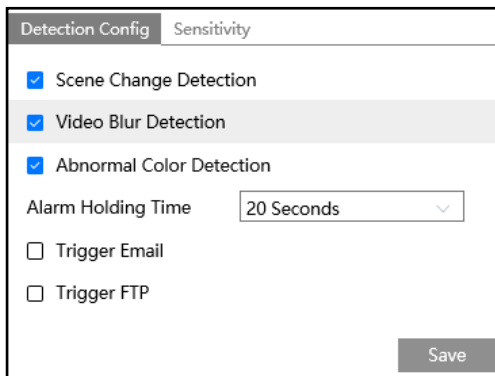 Detection Config Sensitivity
Scene Change Detection
Video Blur Detection
Abnormal Color Detection
Alarm Holding Time 20 Seconds
Trigger Email
Trigger FTP
Save